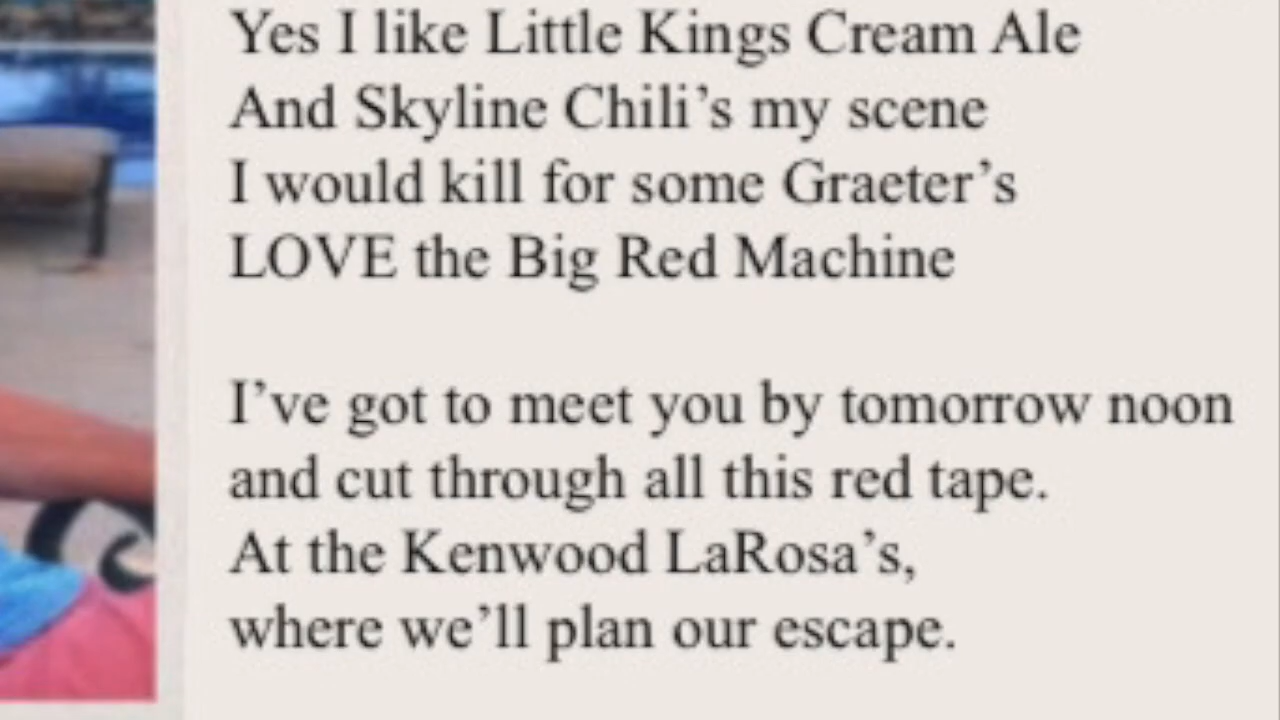 Yes I like Little Kings Cream Ale
And Skyline Chili’s my scene
I would kill for some Graeter’s
LOVE the Big Red Machine
I’ve got to meet you by tomorrow noon
and cut through all this red tape.
At the Kenwood LaRosa’s,
where we’ll plan our escape.